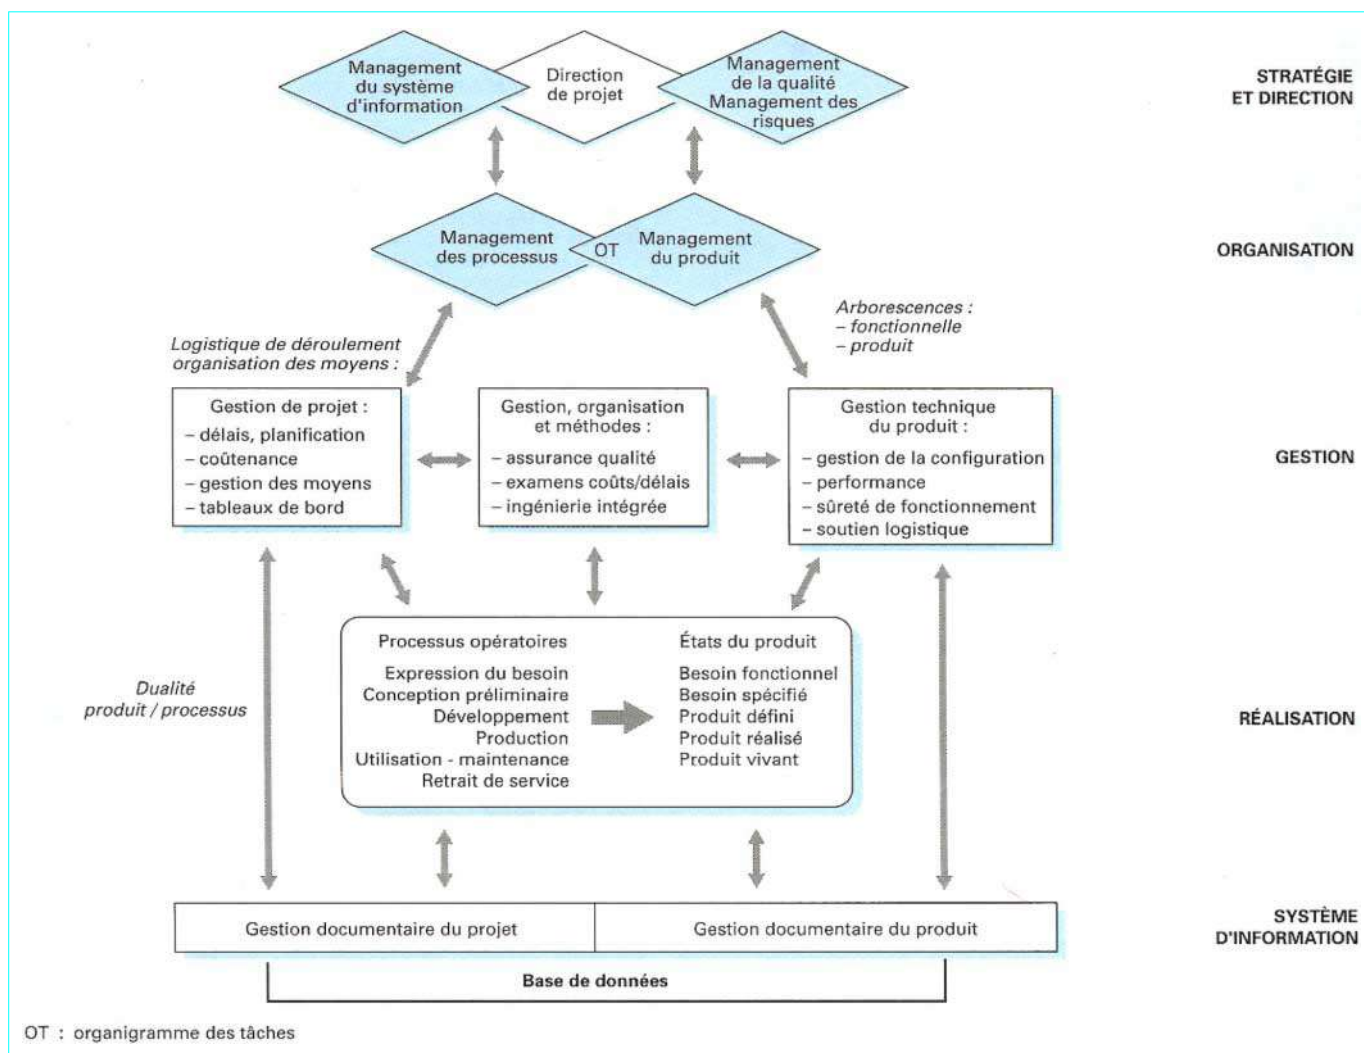 Management
du système
d'information
Direction
de projet
Management
de la qualité
Management des
risques
STRATÉGIE
ET DIRECTION
Management
des processus
OT
Management
du produit
ORGANISATION
Logistique de déroulement
organisation des moyens :
Arborescences :
– fonctionnelle
– produit
Gestion de projet :
– délais, planification
– coûtenance
– gestion des moyens
– tableaux de bord
Gestion, organisation
et méthodes :
– assurance qualité
– examens coûts/délais
– ingénierie intégrée
Gestion technique
du produit :
– gestion de la configuration
– performance
– sûreté de fonctionnement
– soutien logistique
GESTION
Dualité
produit / processus
Processus opératoires
Expression du besoin
Conception préliminaire
Développement
Production
Utilisation - maintenance
Retrait de service
États du produit
Besoin fonctionnel
Besoin spécifié
Produit défini
Produit réalisé
Produit vivant
RÉALISATION
Gestion documentaire du projet
Gestion documentaire du produit
SYSTÈME
D'INFORMATION
Base de données
OT : organigramme des tâches